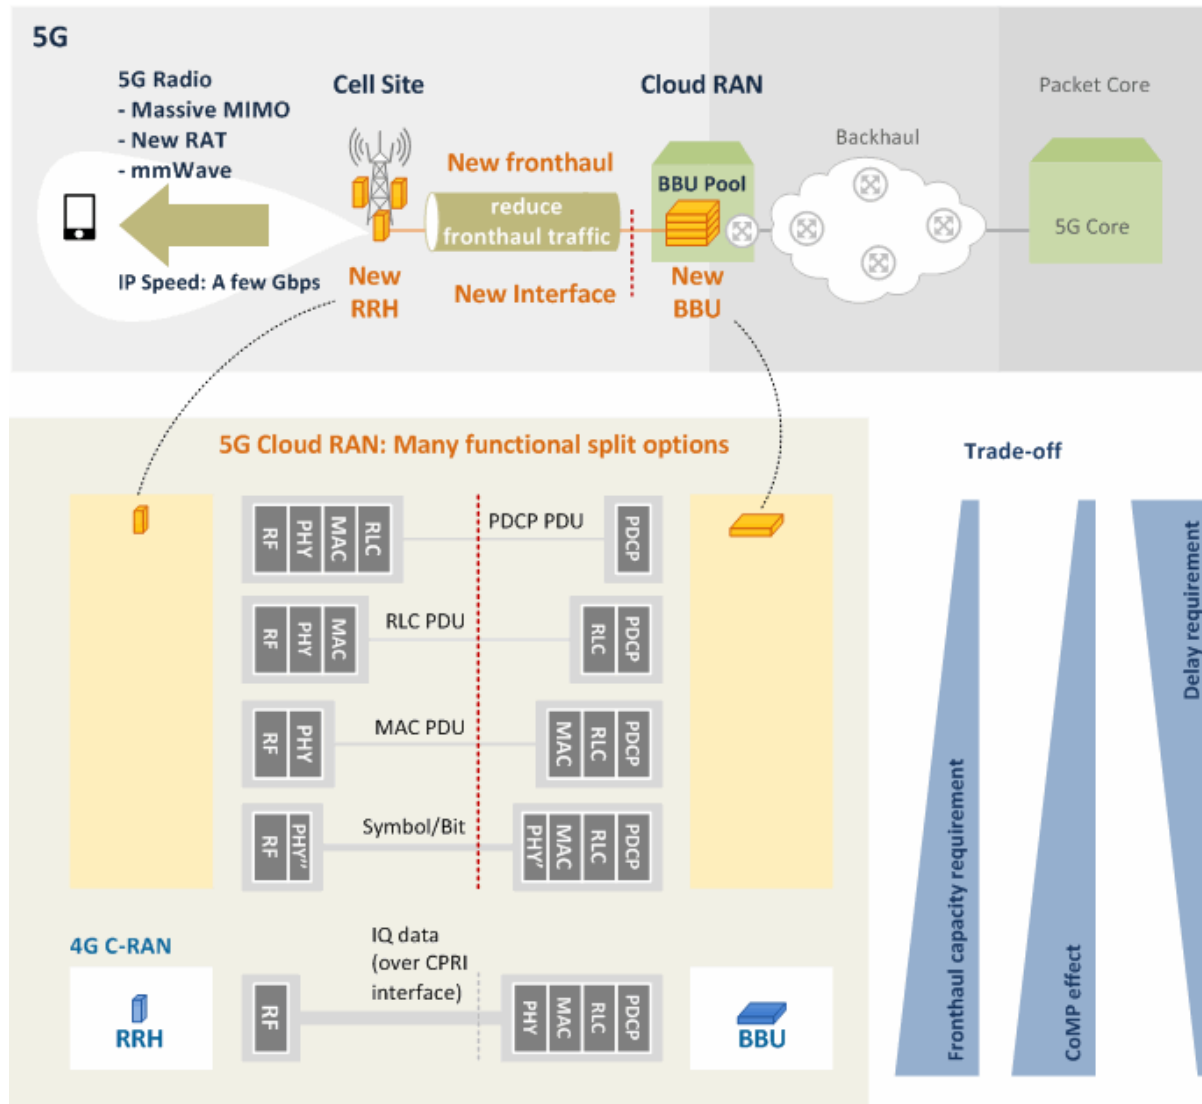 5G
5G Radio
- Massive MIMO
- New RAT
- mmWave
IP Speed: A few Gbps
Cell Site
New
RRH
New fronthaul
reduce
fronthaul traffic
New Interface
Cloud RAN
BBU Pool
New
BBU
Backhaul
Packet Core
5G Core
5G Cloud RAN: Many functional split options
RF
PHY
MAC
RLC
PDCP PDU
PDCP
RF
PHY
MAC
RLC PDU
RLC
PDCP
RF
PHY
MAC PDU
MAC
RLC
PDCP
RF
PHY''
Symbol/Bit
PHY'
MAC
RLC
PDCP
4G C-RAN
RRH
RF
IQ data
(over CPRI
interface)
PHY
MAC
RLC
PDCP
BBU
Trade-off
Fronthaul capacity requirement
CoMP effect
Delay requirement